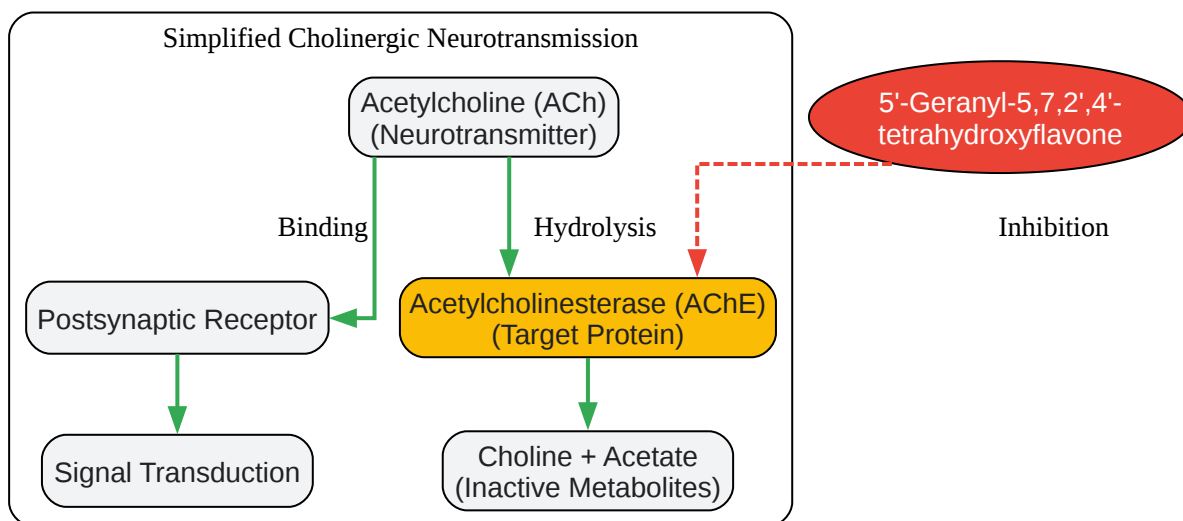 Simplified Cholinergic Neurotransmission
Acetylcholine (ACh)
(Neurotransmitter)
5'-Geranyl-5,7,2',4'-
tetrahydroxyflavone
Binding
Hydrolysis
Inhibition
Postsynaptic Receptor
Acetylcholinesterase (AChE)
(Target Protein)
Signal Transduction
Choline + Acetate
(Inactive Metabolites)